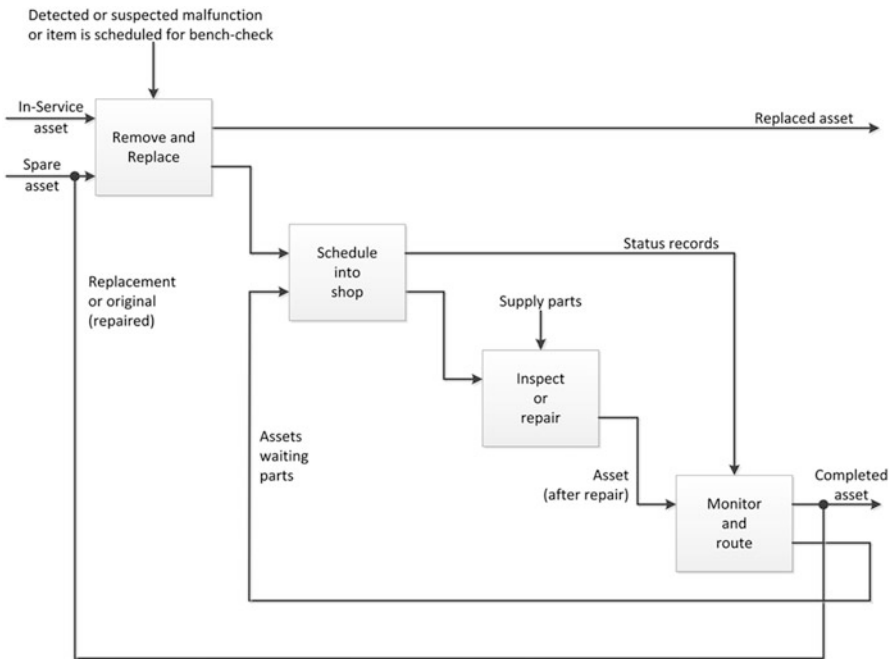 Detected or suspected malfunction
or item is scheduled for bench-check
In-Service
asset
Remove and
Replace
Replaced asset
Spare
asset
Schedule
into
shop
Status records
Replacement
or original
(repaired)
Supply parts
Inspect
or
repair
Assets
waiting
parts
Asset
(after repair)
Monitor
and
route
Completed
asset